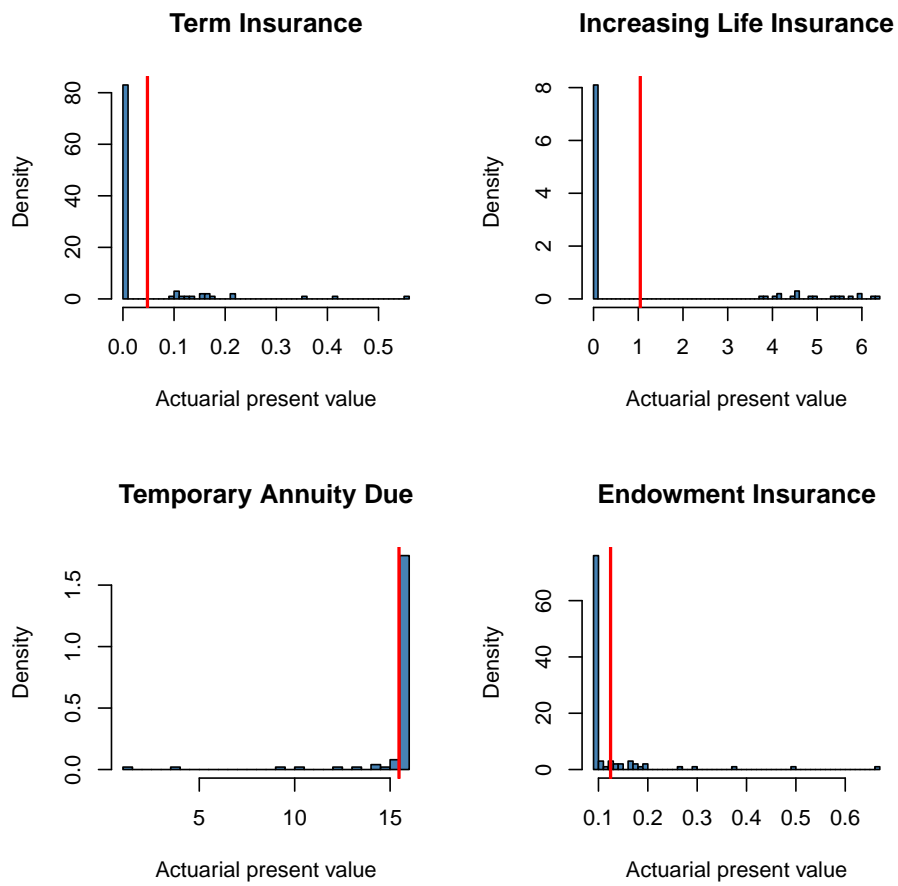 Term Insurance
Density
0 20 40 60 80
0.0 0.1 0.2 0.3 0.4 0.5
Actuarial present value
Increasing Life Insurance
Density
0 2 4 6 8
0 1 2 3 4 5 6
Actuarial present value
Temporary Annuity Due
Density
0.0 0.5 1.0 1.5
5 10 15
Actuarial present value
Endowment Insurance
Density
0 20 40 60
0.1 0.2 0.3 0.4 0.5 0.6
Actuarial present value